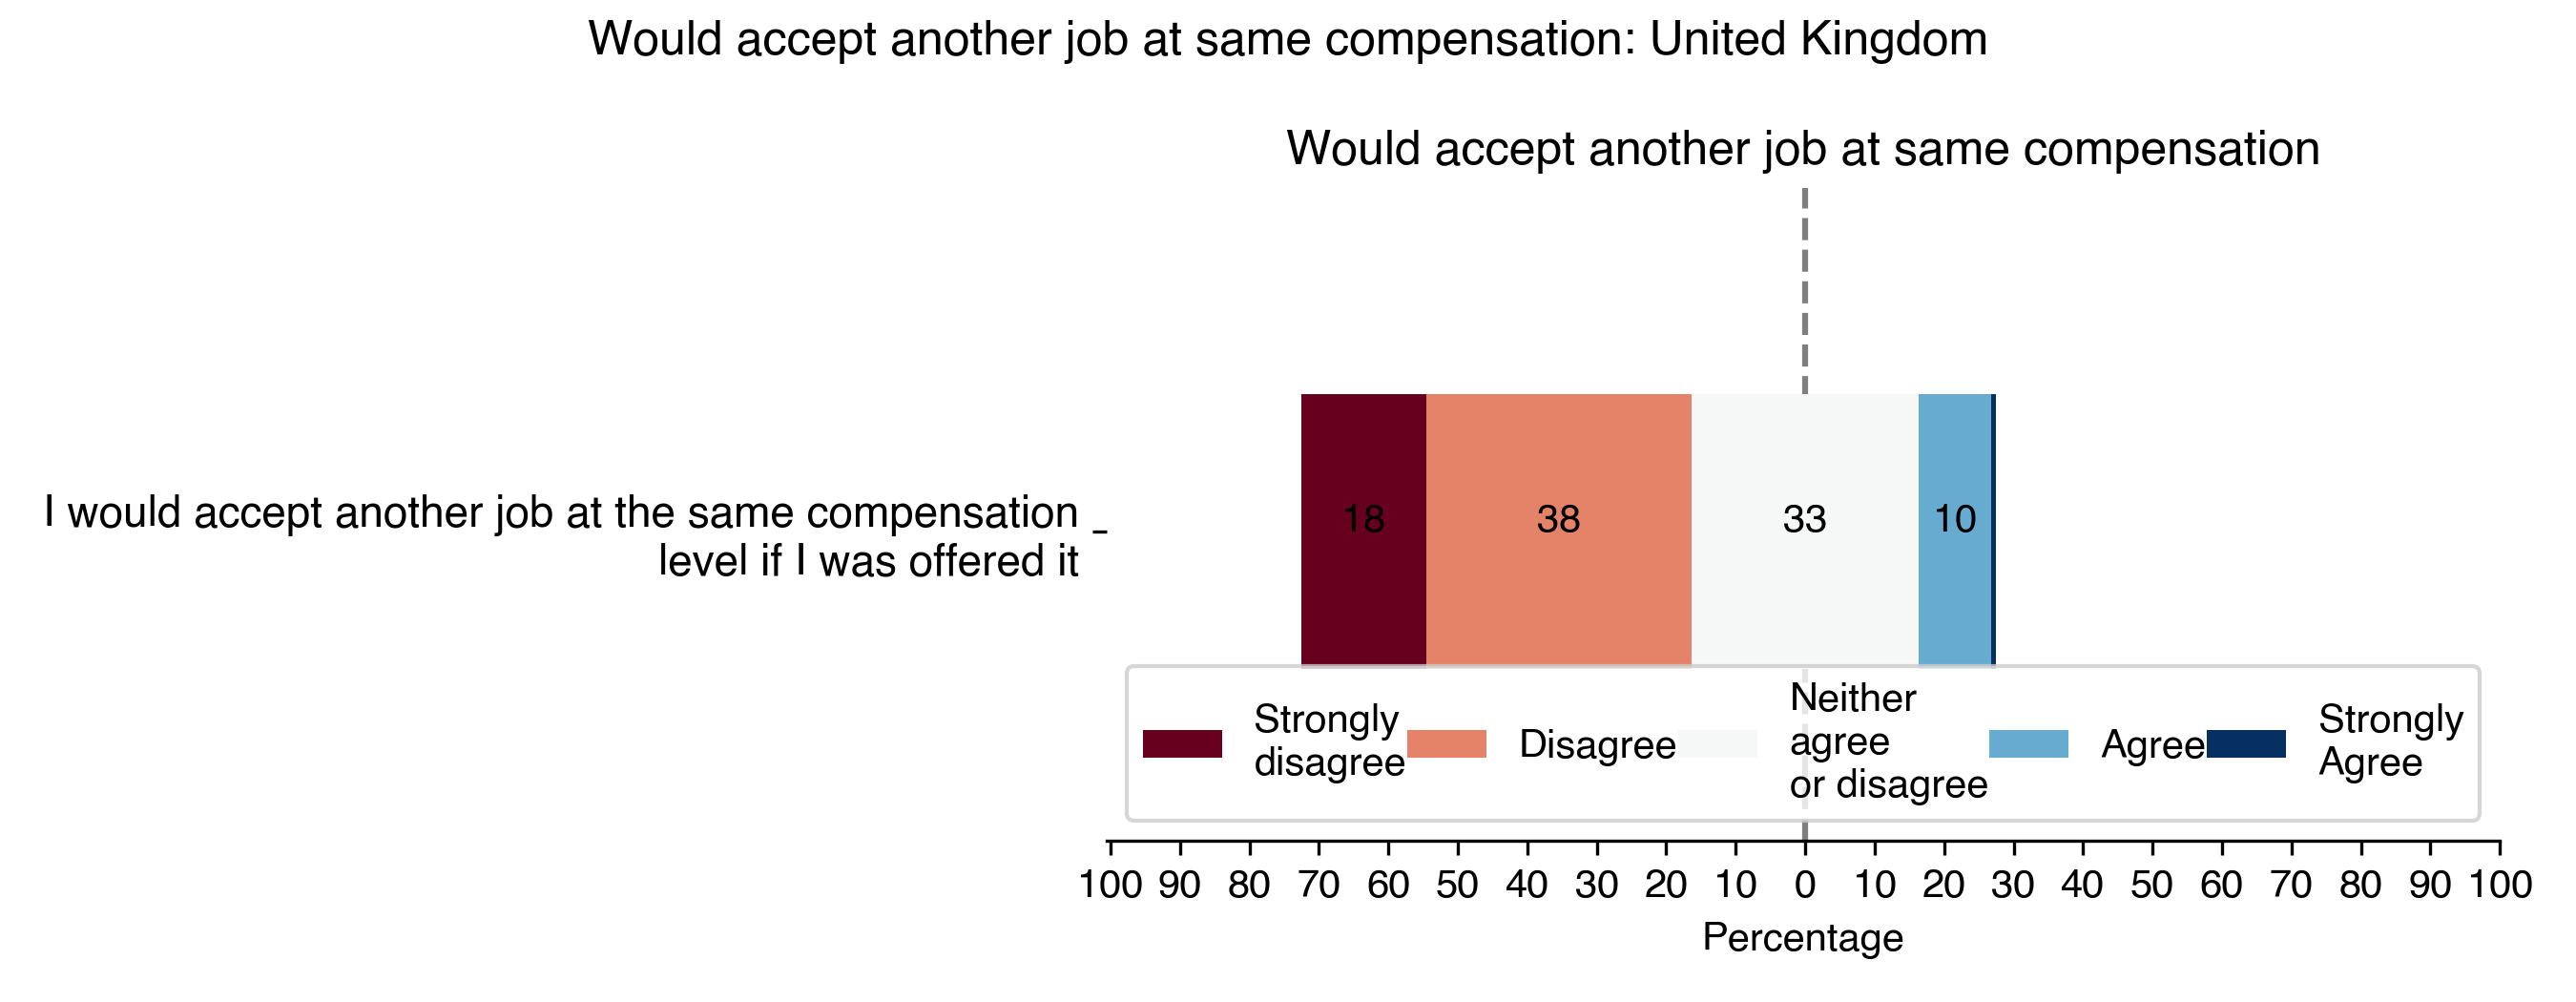 Would accept another job at same compensation: United Kingdom
Would accept another job at same compensation
I would accept another job at the same compensation
level if I was offered it
18 38 33 10
Strongly
disagree
Disagree
Neither
agree
or disagree
Agree
Strongly
Agree
100 90 80 70 60 50 40 30 20 10 0 10 20 30 40 50 60 70 80 90 100
Percentage